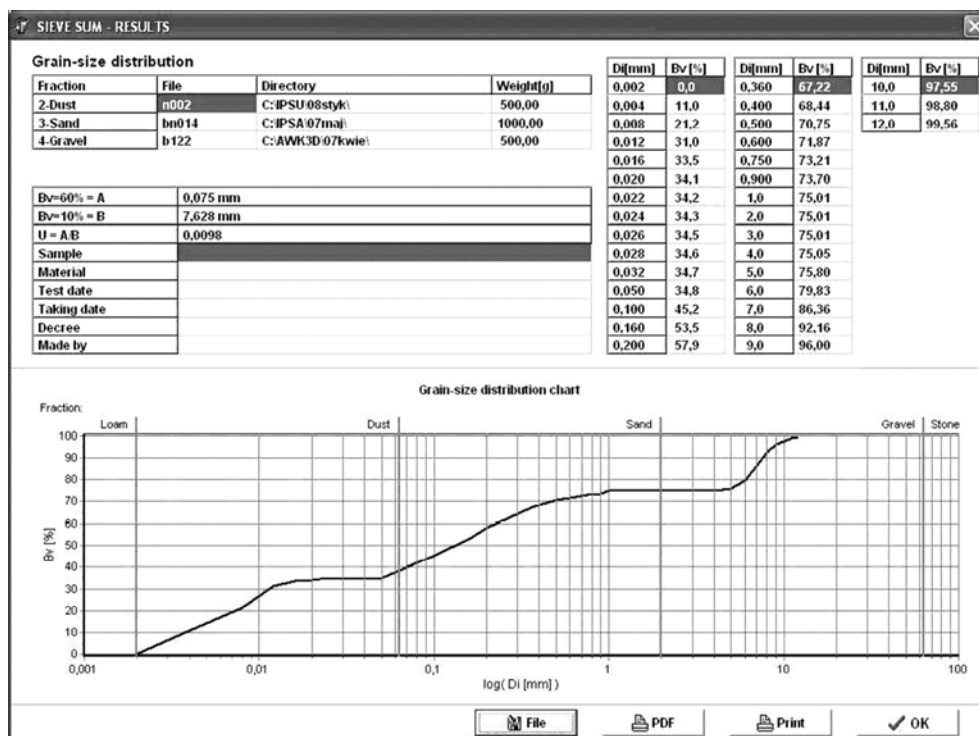 SIEVE SUM - RESULTS
Grain-size distribution
Fraction File Directory Weight[g]
2-Dust n002 C:\IPSU\08styk\ 500,00
3-Sand bn014 C:\IPSA\07maj\ 1000,00
4-Gravel b122 C:\AWK3D\07kwie\ 500,00
Bv=60% = A 0,075 mm
Bv=10% = B 7,628 mm
U = A/B 0,0098
Sample
Material
Test date
Taking date
Decree
Made by
Di[mm] Bv [%]
0,002 0,0
0,004 11,0
0,008 21,2
0,012 31,0
0,016 33,5
0,020 34,1
0,022 34,2
0,024 34,3
0,026 34,5
0,028 34,6
0,032 34,7
0,050 34,8
0,100 45,2
0,160 53,5
0,200 57,9
Di[mm] Bv [%]
0,360 67,22
0,400 68,44
0,500 70,75
0,600 71,87
0,750 73,21
0,900 73,70
1,0 75,01
2,0 75,01
3,0 75,01
4,0 75,05
5,0 75,80
6,0 79,83
7,0 86,36
8,0 92,16
9,0 96,00
Di[mm] Bv [%]
10,0 97,55
11,0 98,80
12,0 99,56
Grain-size distribution chart
Fraction:
Loam Dust Sand Gravel Stone
100
90
80
70
60
50
40
30
20
10
0
Bv [%]
0,001 0,01 0,1 1 10 100
log( Di [mm] )
File PDF Print OK